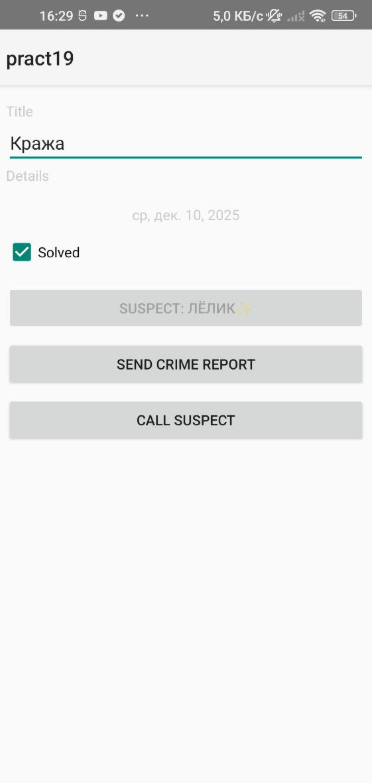 16:29 5,0 КБ/с 54
pract19
Title
Кража
Details
ср, дек. 10, 2025
Solved
SUSPECT: ЛЁЛИК✨
SEND CRIME REPORT
CALL SUSPECT